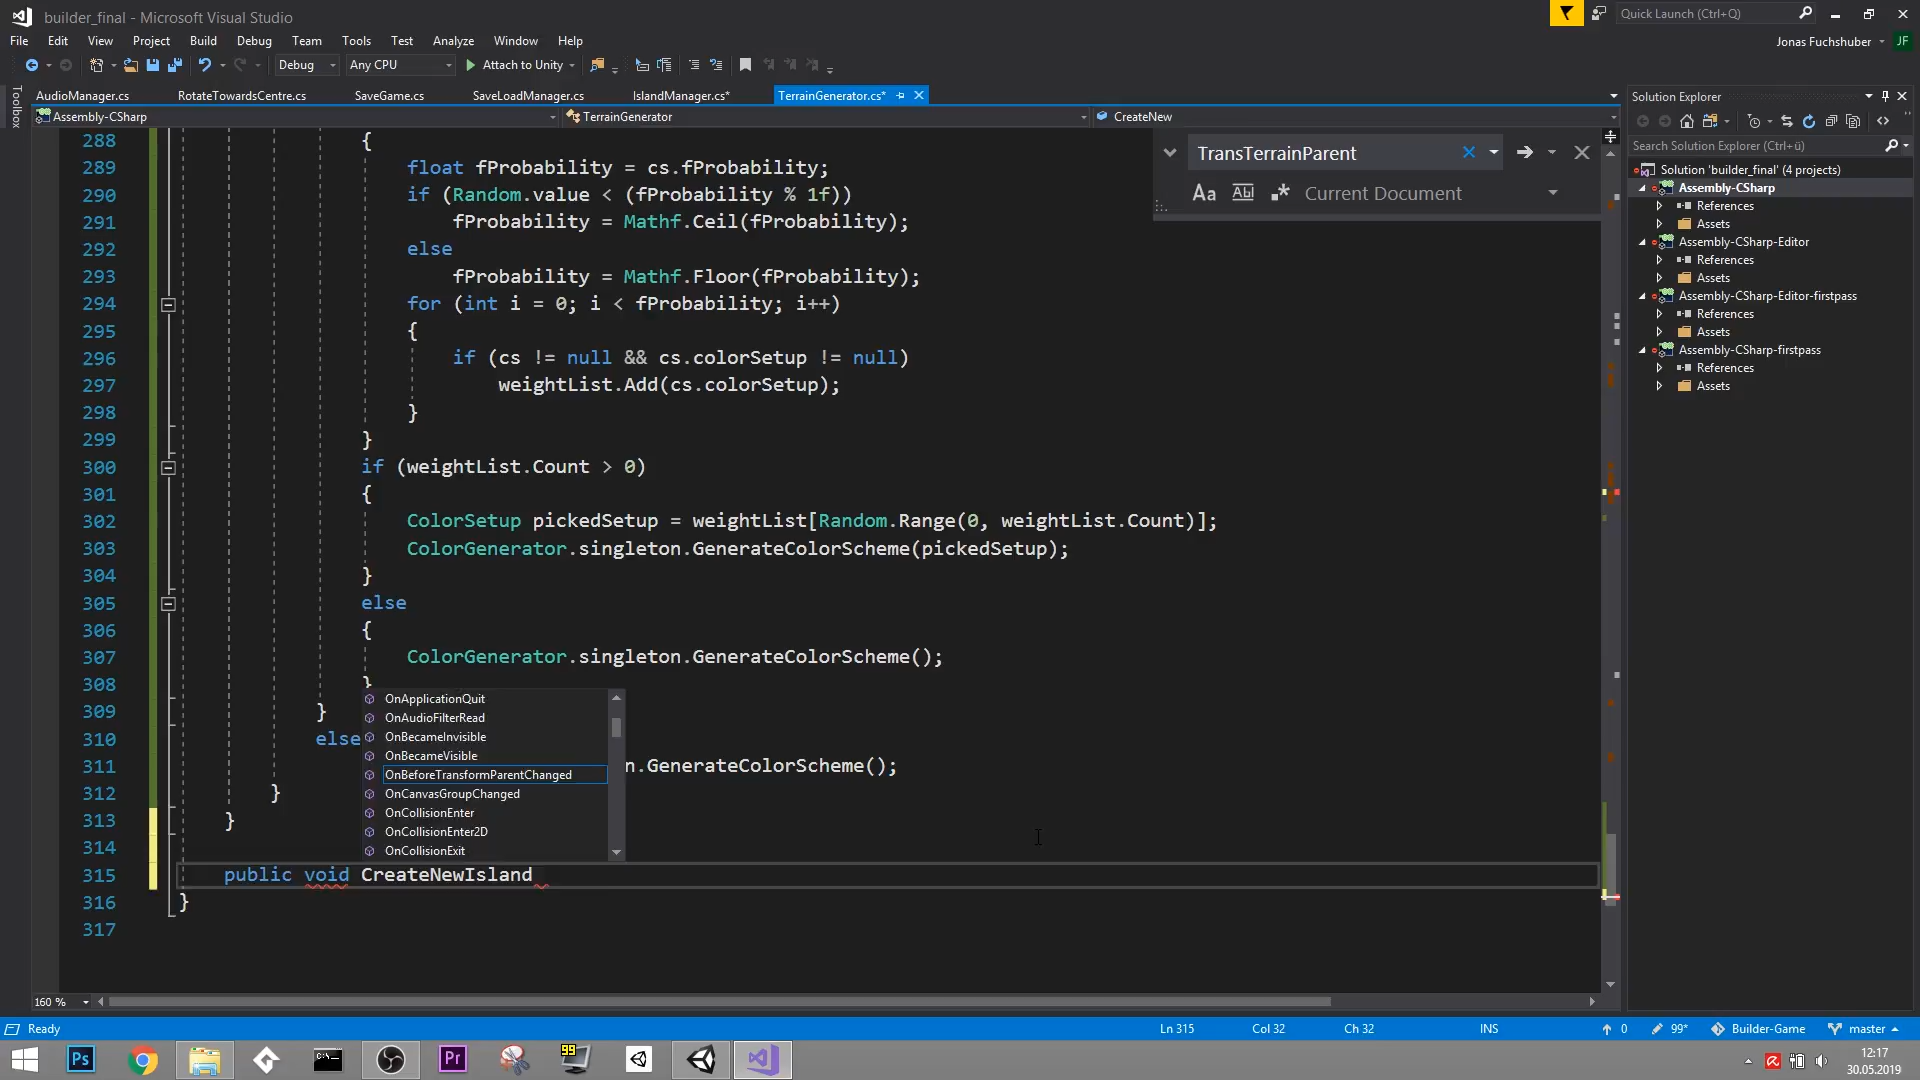 builder_final - Microsoft Visual Studio
Quick Launch (Ctrl+Q)
File Edit View Project Build Debug Team Tools Test Analyze Window Help
Jonas Fuchshuber JF
Debug Any CPU Attach to Unity
AudioManager.cs RotateTowardsCentre.cs SaveGame.cs SaveLoadManager.cs IslandManager.cs* TerrainGenerator.cs*
Assembly-CSharp TerrainGenerator CreateNew
Toolbox
TransTerrainParent
Aa Abl .* Current Document
288 {
289 float fProbability = cs.fProbability;
290 if (Random.value < (fProbability % 1f))
291 fProbability = Mathf.Ceil(fProbability);
292 else
293 fProbability = Mathf.Floor(fProbability);
294 for (int i = 0; i < fProbability; i++)
295 {
296 if (cs != null && cs.colorSetup != null)
297 weightList.Add(cs.colorSetup);
298 }
299 }
300 if (weightList.Count > 0)
301 {
302 ColorSetup pickedSetup = weightList[Random.Range(0, weightList.Count)];
303 ColorGenerator.singleton.GenerateColorScheme(pickedSetup);
304 }
305 else
306 {
307 ColorGenerator.singleton.GenerateColorScheme();
308 }
309 }
310 else
311 n.GenerateColorScheme();
312 }
313 }
314
315 public void CreateNewIsland
316 }
317
OnApplicationQuit
OnAudioFilterRead
OnBecameInvisible
OnBecameVisible
OnBeforeTransformParentChanged
OnCanvasGroupChanged
OnCollisionEnter
OnCollisionEnter2D
OnCollisionExit
160 %
Solution Explorer
Search Solution Explorer (Ctrl+ü)
Solution 'builder_final' (4 projects)
Assembly-CSharp
References
Assets
Assembly-CSharp-Editor
References
Assets
Assembly-CSharp-Editor-firstpass
References
Assets
Assembly-CSharp-firstpass
References
Assets
Ready Ln 315 Col 32 Ch 32 INS 0 99* Builder-Game master
Ps Pr 99
12:17
30.05.2019